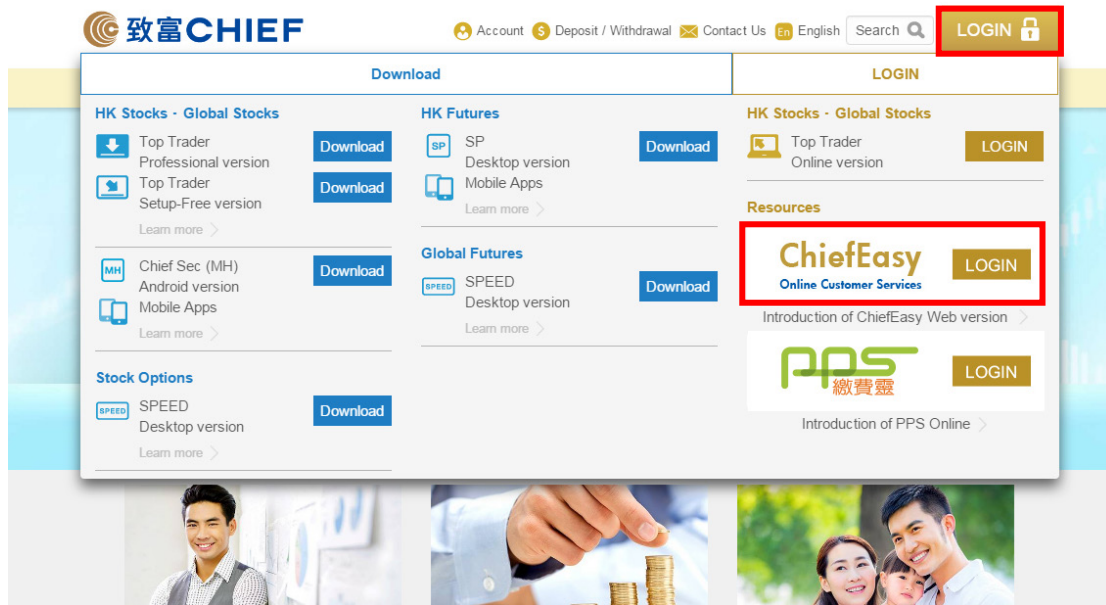 致富CHIEF
Account
Deposit / Withdrawal
Contact Us
En English
Search
LOGIN
Download
LOGIN
HK Stocks - Global Stocks
Top Trader
Professional version
Download
Top Trader
Setup-Free version
Download
Learn more >
MH
Chief Sec (MH)
Android version
Download
Mobile Apps
Learn more >
Stock Options
SPEED
SPEED
Desktop version
Download
Learn more >
HK Futures
SP
SP
Desktop version
Download
Mobile Apps
Learn more >
Global Futures
SPEED
SPEED
Desktop version
Download
Learn more >
HK Stocks - Global Stocks
Top Trader
Online version
LOGIN
Resources
ChiefEasy
Online Customer Services
LOGIN
Introduction of ChiefEasy Web version >
pps
繳費靈
LOGIN
Introduction of PPS Online >